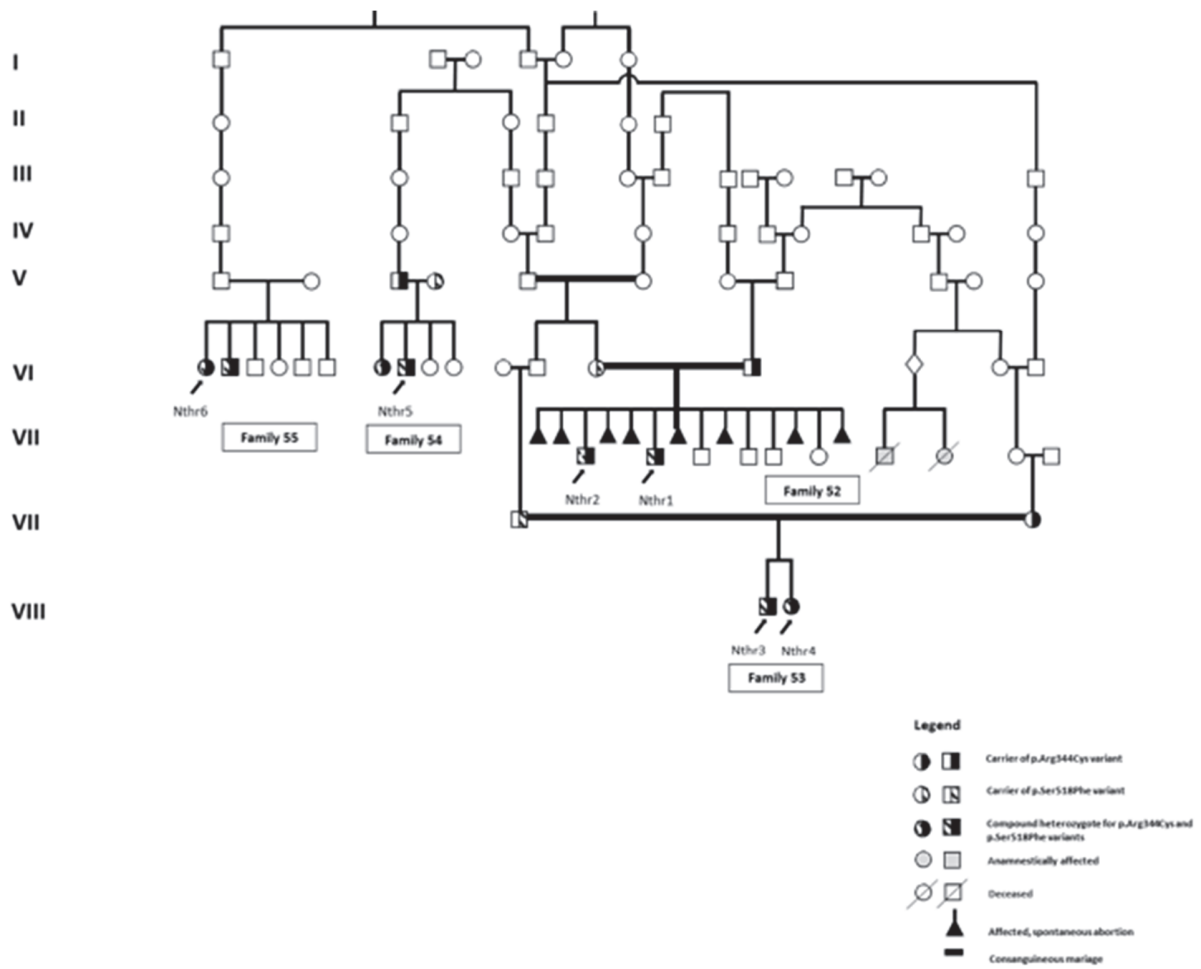 I
II
III
IV
V
VI
Nthr6
Nthr5
Family 55
Family 54
VII
Nthr2
Nthr1
Family 52
VII
VIII
Nthr3
Nthr4
Family 53
Legend
Carrier of p.Arg344Cys variant
Carrier of p.Ser518Phe variant
Compound heterozygote for p.Arg344Cys and
p.Ser518Phe variants
Anamnestically affected
Deceased
Affected, spontaneous abortion
Consanguineous mariage